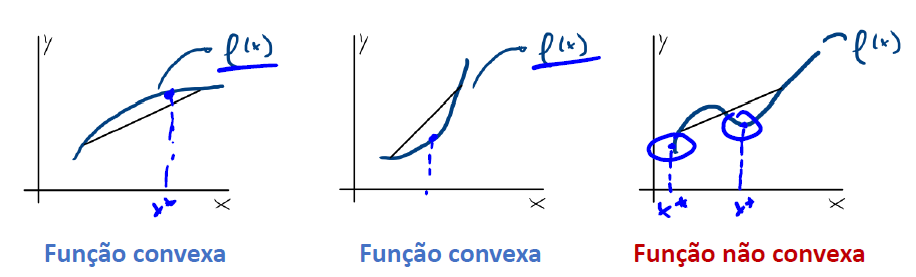 y
f(x)
x*
x
Função convexa
y
f(x)
x
Função convexa
y
f(x)
x*
x*
x
Função não convexa